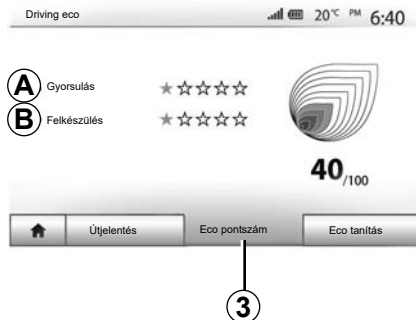 Driving eco 20°C PM 6:40
A Gyorsulás
B Felkészülés
40/100
Útjelentés Eco pontszám Eco tanítás
3